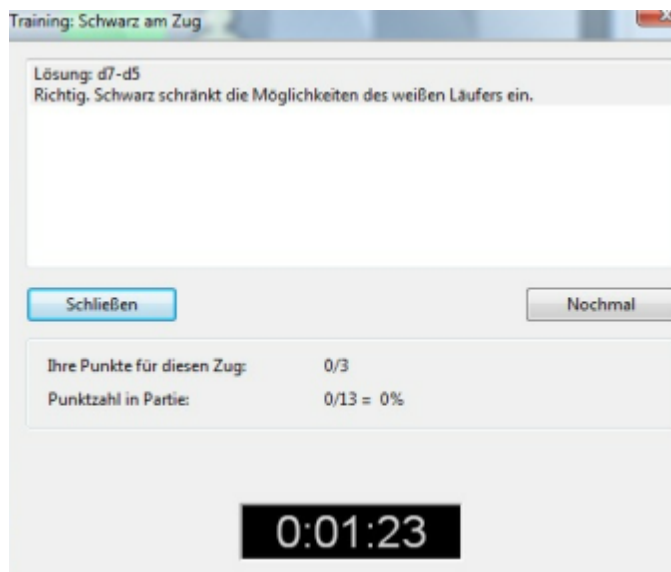 Training: Schwarz am Zug
Lösung: d7-d5
Richtig. Schwarz schränkt die Möglichkeiten des weißen Läufers ein.
Schließen
Nochmal
Ihre Punkte für diesen Zug: 0/3
Punktzahl in Partie: 0/13 = 0%
0:01:23